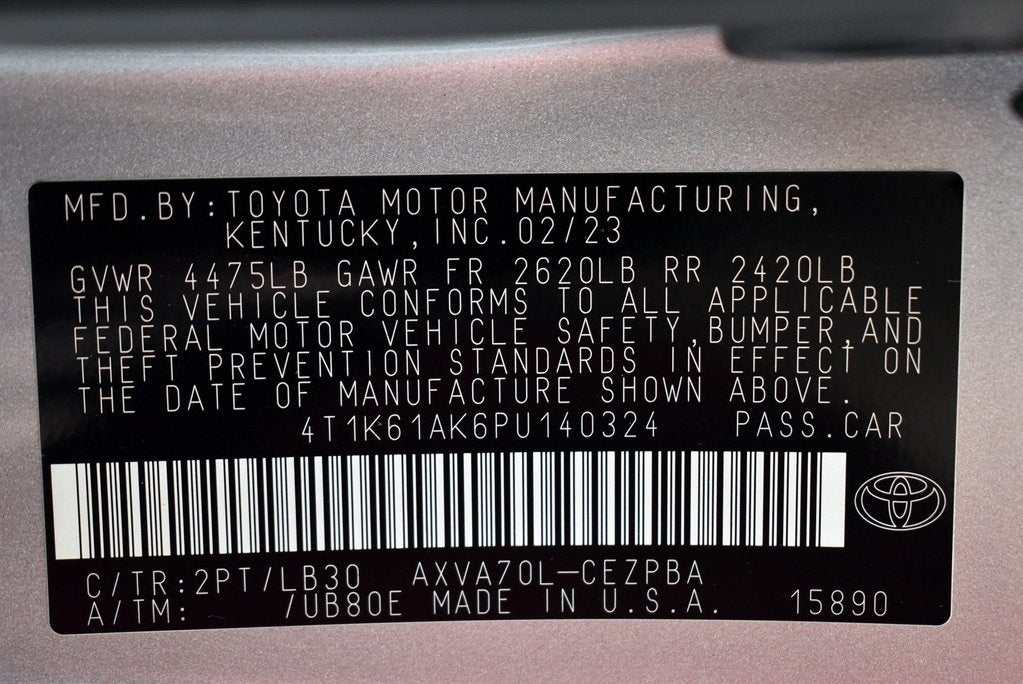 MFD.BY:TOYOTA MOTOR MANUFACTURING,
KENTUCKY,INC.02/23
GVWR 4475LB GAWR FR 2620LB RR 2420LB
THIS VEHICLE CONFORMS TO ALL APPLICABLE
FEDERAL MOTOR VEHICLE SAFETY,BUMPER,AND
THEFT PREVENTION STANDARDS IN EFFECT ON
THE DATE OF MANUFACTURE SHOWN ABOVE.
4T1K61AK6PU140324 PASS.CAR
C/TR:2PT/LB30 AXVA70L-CEZPBA
A/TM: /UB80E MADE IN U.S.A. 15890